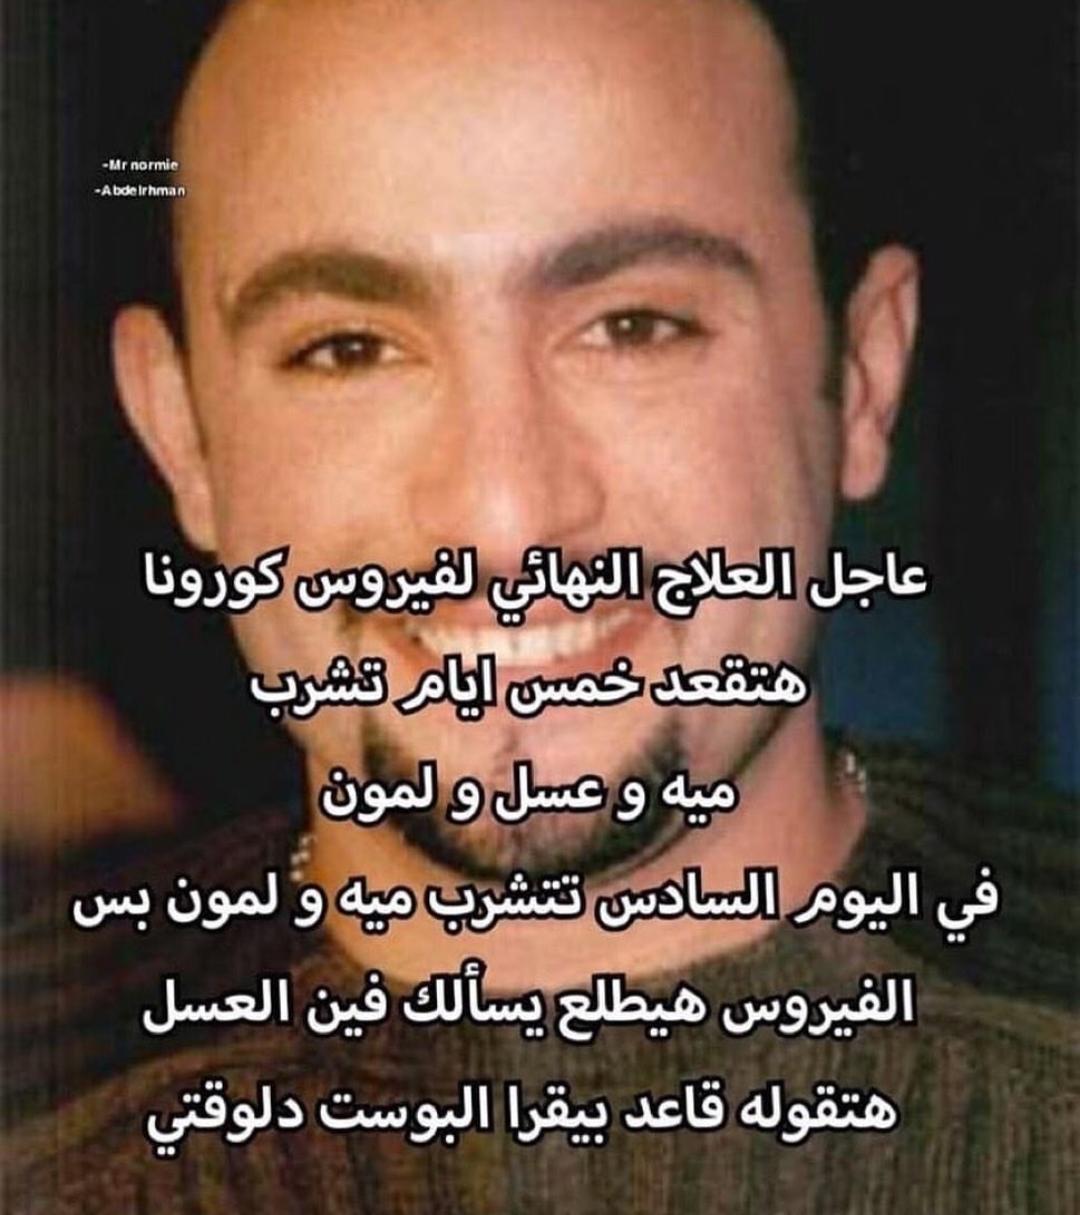 -Mr normie
-Abdelrhman
عاجل العلاج النهائي لفيروس كورونا
هتقعد خمس ايام تشرب
ميه و عسل و لمون
في اليوم السادس تتشرب ميه و لمون بس
الفيروس هيطلع يسألك فين العسل
هتقوله قاعد بيقرا البوست دلوقتي